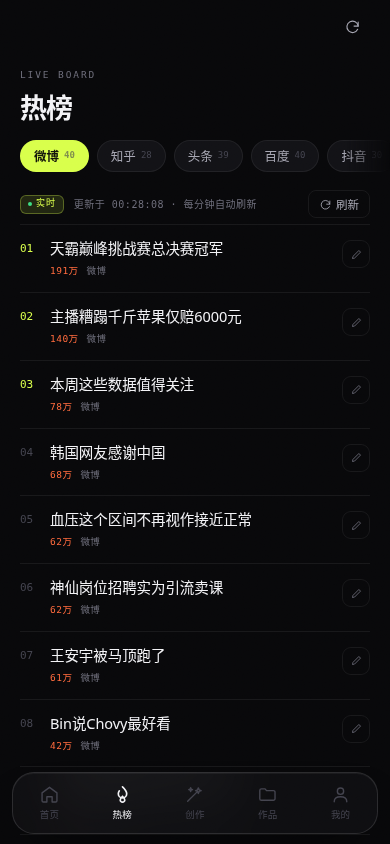 LIVE BOARD
热榜
微博 40
知乎 20
头条 39
百度 40
抖音
实时
更新于 00:28:08 · 每分钟自动刷新
刷新
01
天霸巅峰挑战赛总决赛冠军
191万 微博
02
主播糟蹋千斤苹果仅赔6000元
140万 微博
03
本周这些数据值得关注
78万 微博
04
韩国网友感谢中国
68万 微博
05
血压这个区间不再视作接近正常
62万 微博
06
神仙岗位招聘实为引流卖课
62万 微博
07
王安宇被马顶跑了
61万 微博
08
Bin说Chovy最好看
42万 微博
首页
热榜
创作
作品
我的